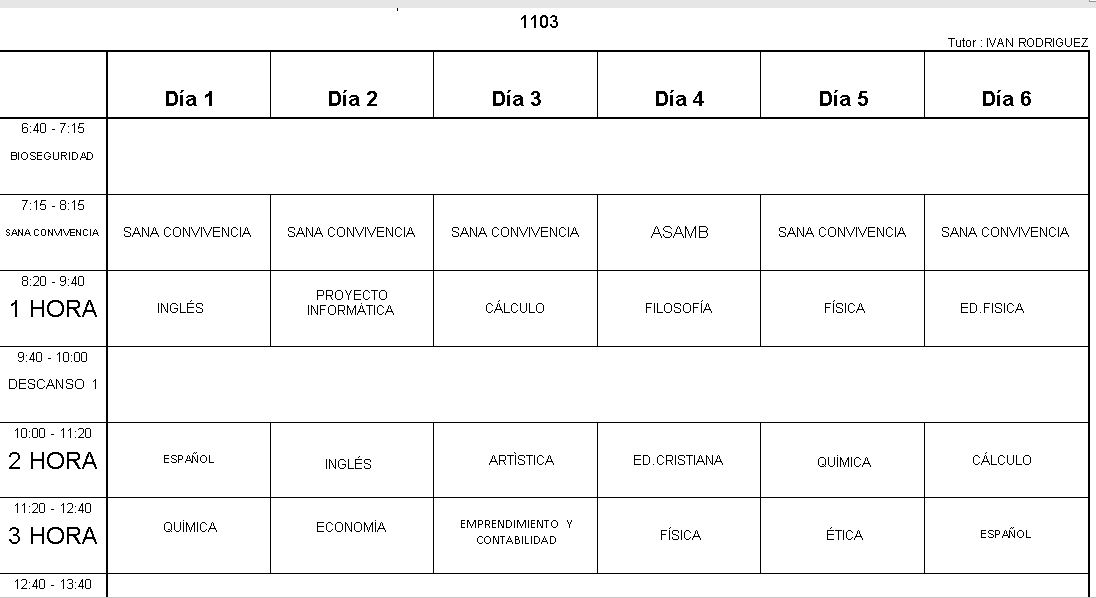 1103
Tutor : IVAN RODRIGUEZ
Día 1 Día 2 Día 3 Día 4 Día 5 Día 6
6:40 - 7:15
BIOSEGURIDAD
7:15 - 8:15
SANA CONVIVENCIA SANA CONVIVENCIA SANA CONVIVENCIA SANA CONVIVENCIA ASAMB SANA CONVIVENCIA SANA CONVIVENCIA
8:20 - 9:40
1 HORA INGLÉS PROYECTO INFORMÁTICA CÁLCULO FILOSOFÍA FÍSICA ED.FISICA
9:40 - 10:00
DESCANSO 1
10:00 - 11:20
2 HORA ESPAÑOL INGLÉS ARTÌSTICA ED.CRISTIANA QUÍMICA CÁLCULO
11:20 - 12:40
3 HORA QUÍMICA ECONOMÍA EMPRENDIMIENTO Y CONTABILIDAD FÍSICA ÉTICA ESPAÑOL
12:40 - 13:40